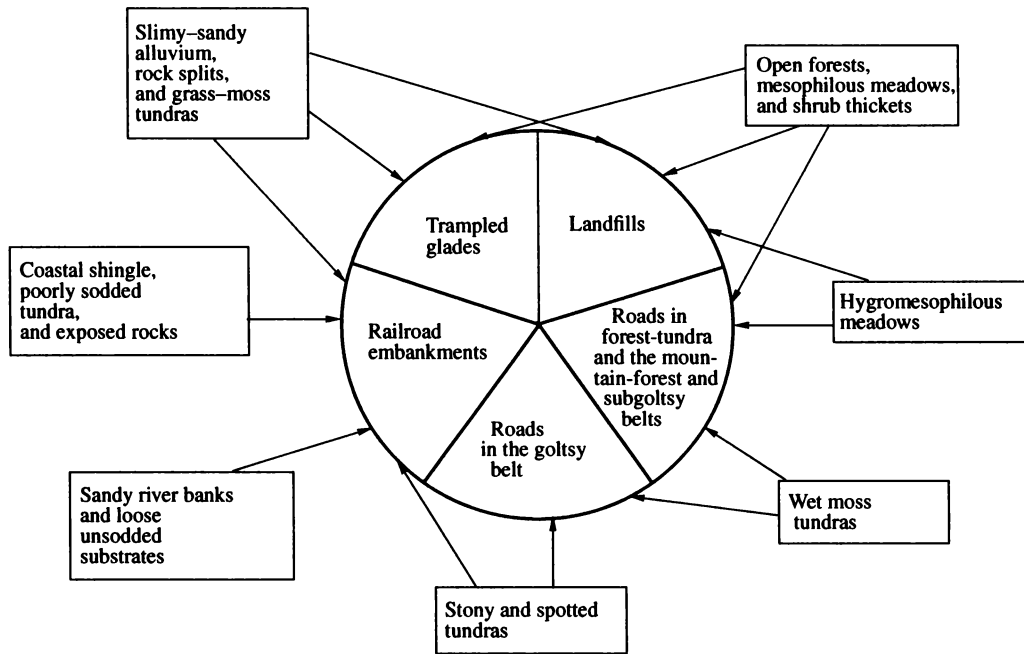 Slimy–sandy
alluvium,
rock splits,
and grass–moss
tundras
Open forests,
mesophilous meadows,
and shrub thickets
Trampled
glades
Landfills
Coastal shingle,
poorly sodded
tundra,
and exposed rocks
Hygromesophilous
meadows
Railroad
embankments
Roads in
forest-tundra
and the moun-
tain-forest and
subgoltsy
belts
Roads
in the goltsy
belt
Sandy river banks
and loose
unsodded
substrates
Wet moss
tundras
Stony and spotted
tundras